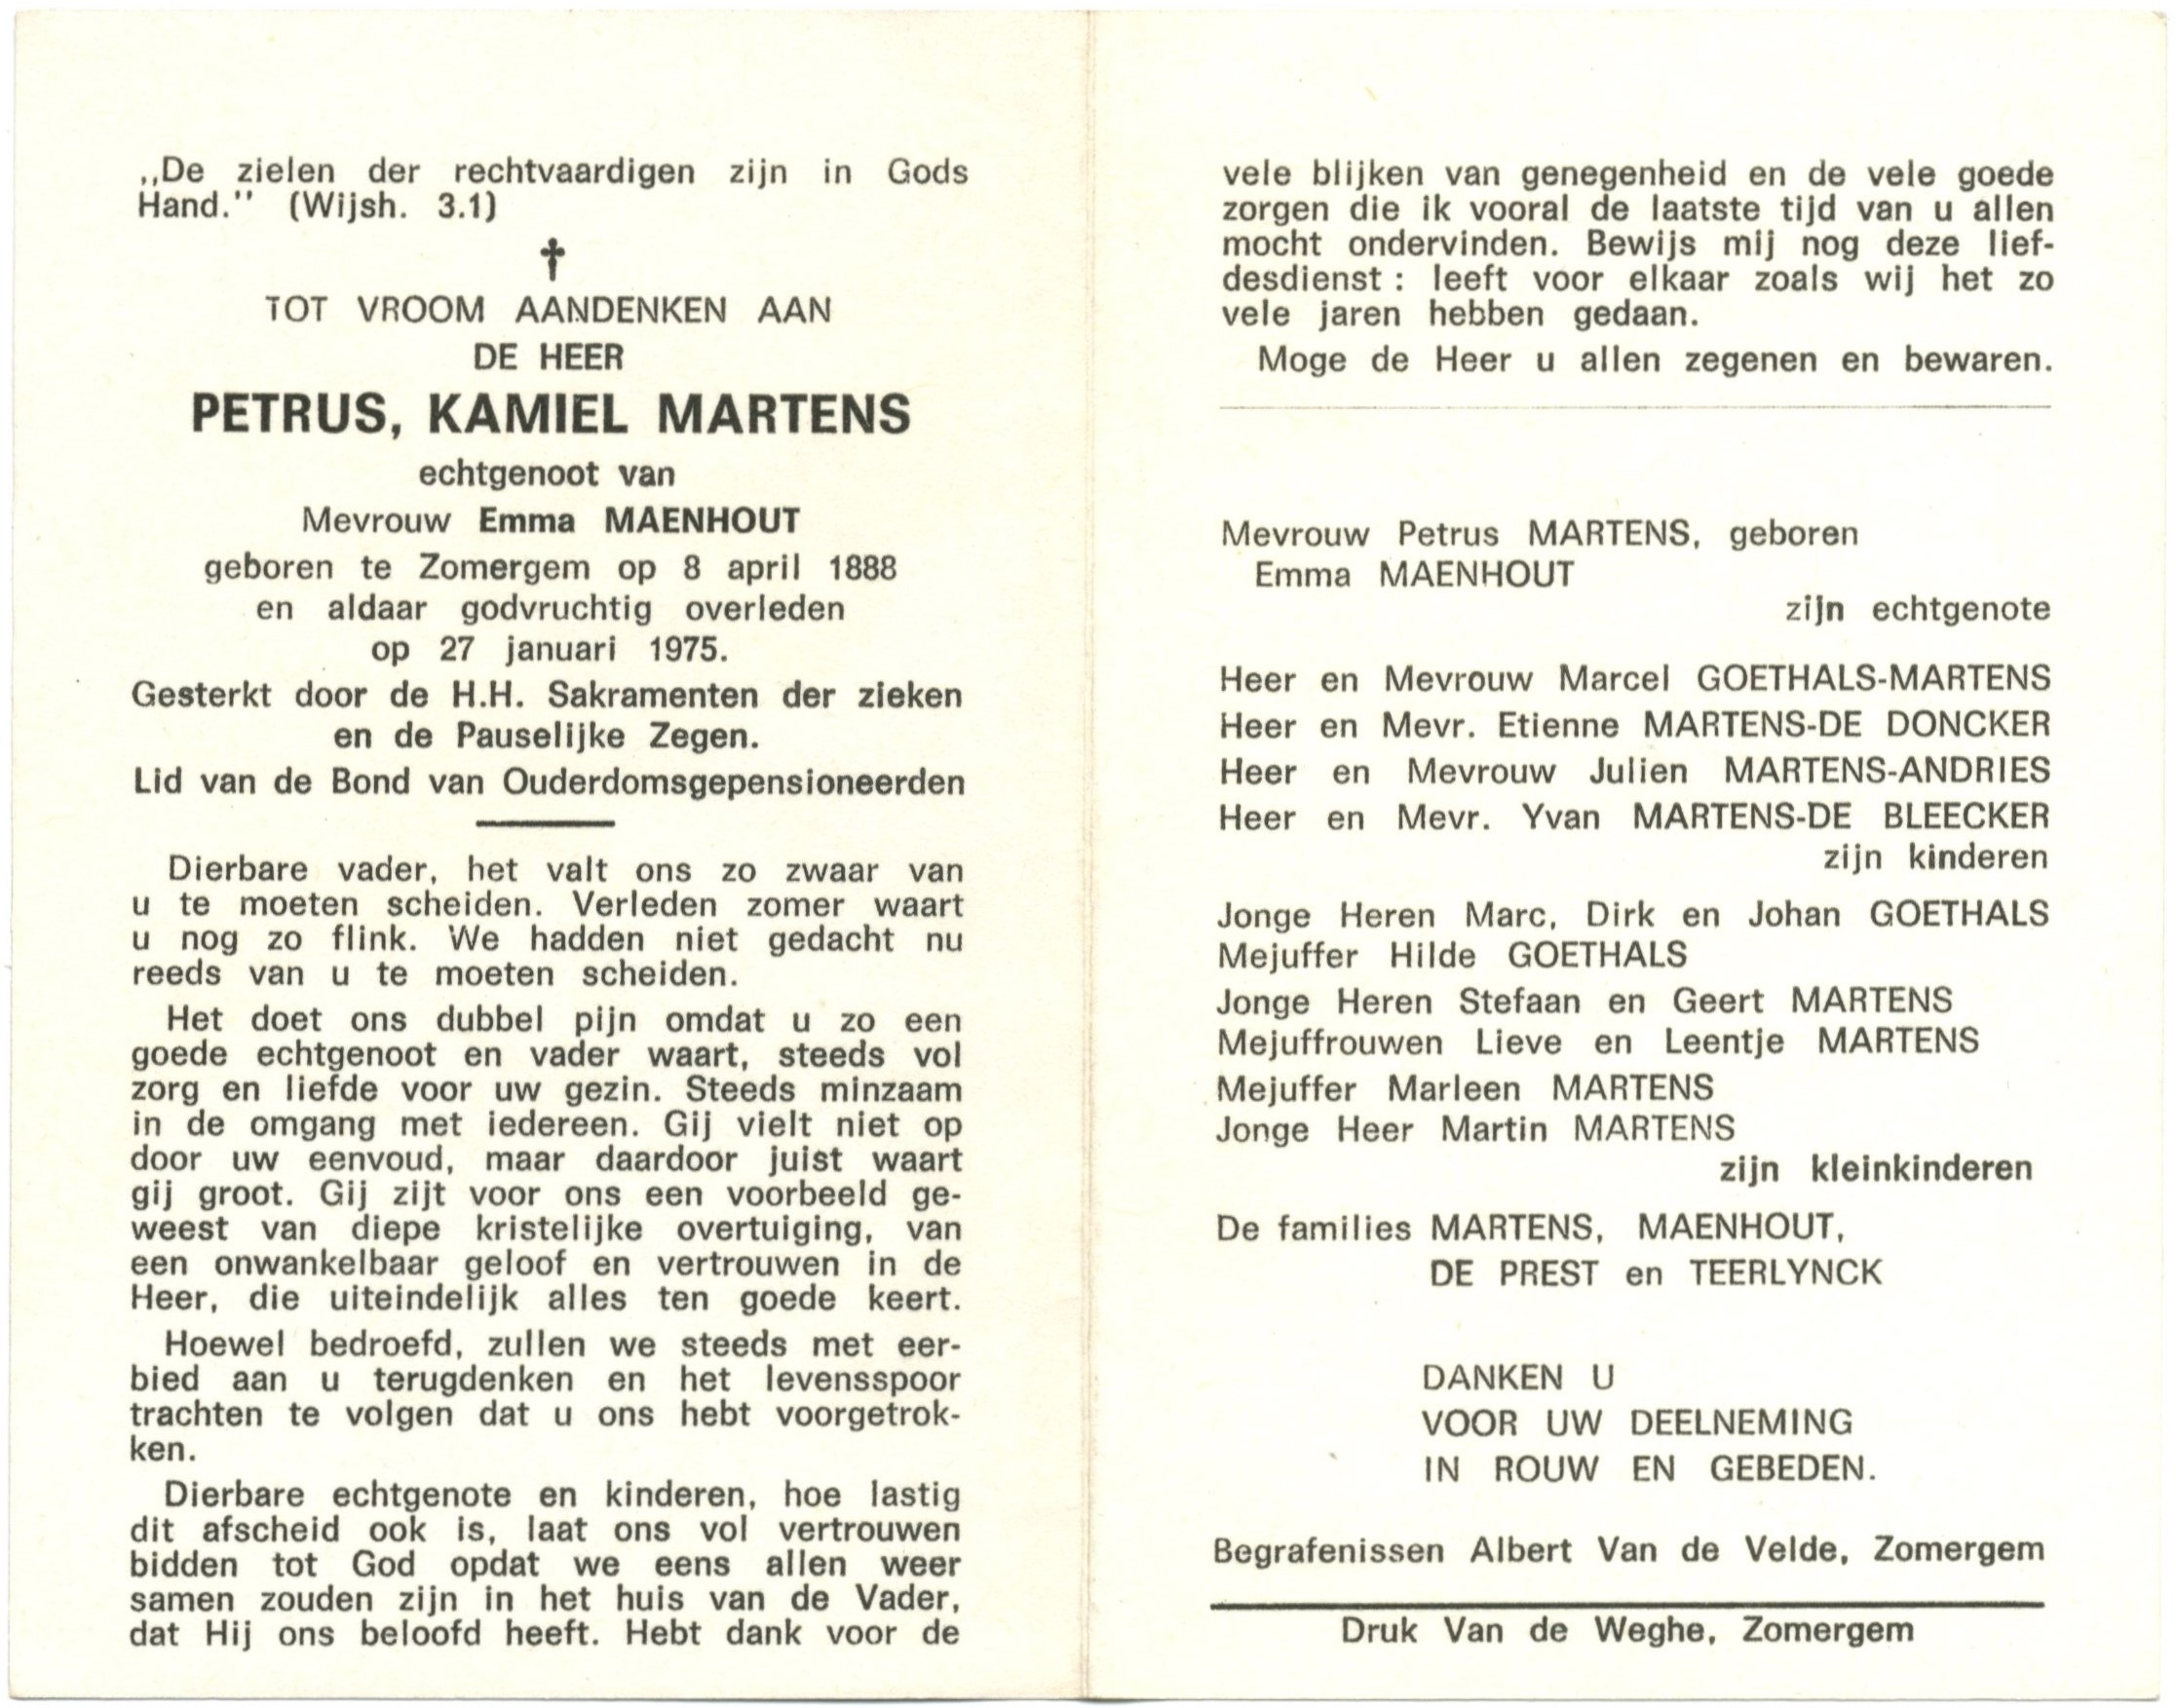 ,,De zielen der rechtvaardigen zijn in Gods
Hand.'' (Wijsh. 3.1)
TOT VROOM AANDENKEN AAN
DE HEER
PETRUS, KAMIEL MARTENS
echtgenoot van
Mevrouw Emma MAENHOUT
geboren te Zomergem op 8 april 1888
en aldaar godvruchtig overleden
op 27 januari 1975.
Gesterkt door de H.H. Sakramenten der zieken
en de Pauselijke Zegen.
Lid van de Bond van Ouderdomsgepensioneerden
Dierbare vader, het valt ons zo zwaar van
u te moeten scheiden. Verleden zomer waart
u nog zo flink. We hadden niet gedacht nu
reeds van u te moeten scheiden.
Het doet ons dubbel pijn omdat u zo een
goede echtgenoot en vader waart, steeds vol
zorg en liefde voor uw gezin. Steeds minzaam
in de omgang met iedereen. Gij vielt niet op
door uw eenvoud, maar daardoor juist waart
gij groot. Gij zijt voor ons een voorbeeld ge-
weest van diepe kristelijke overtuiging, van
een onwankelbaar geloof en vertrouwen in de
Heer, die uiteindelijk alles ten goede keert.
Hoewel bedroefd, zullen we steeds met eer-
bied aan u terugdenken en het levensspoor
trachten te volgen dat u ons hebt voorgetrok-
ken.
Dierbare echtgenote en kinderen, hoe lastig
dit afscheid ook is, laat ons vol vertrouwen
bidden tot God opdat we eens allen weer
samen zouden zijn in het huis van de Vader,
dat Hij ons beloofd heeft. Hebt dank voor de
vele blijken van genegenheid en de vele goede
zorgen die ik vooral de laatste tijd van u allen
mocht ondervinden. Bewijs mij nog deze lief-
desdienst : leeft voor elkaar zoals wij het zo
vele jaren hebben gedaan.
Moge de Heer u allen zegenen en bewaren.
Mevrouw Petrus MARTENS, geboren
Emma MAENHOUT
zijn echtgenote
Heer en Mevrouw Marcel GOETHALS-MARTENS
Heer en Mevr. Etienne MARTENS-DE DONCKER
Heer en Mevrouw Julien MARTENS-ANDRIES
Heer en Mevr. Yvan MARTENS-DE BLEECKER
zijn kinderen
Jonge Heren Marc, Dirk en Johan GOETHALS
Mejuffer Hilde GOETHALS
Jonge Heren Stefaan en Geert MARTENS
Mejuffrouwen Lieve en Leentje MARTENS
Mejuffer Marleen MARTENS
Jonge Heer Martin MARTENS
zijn kleinkinderen
De families MARTENS, MAENHOUT,
DE PREST en TEERLYNCK
DANKEN U
VOOR UW DEELNEMING
IN ROUW EN GEBEDEN.
Begrafenissen Albert Van de Velde, Zomergem
Druk Van de Weghe, Zomergem